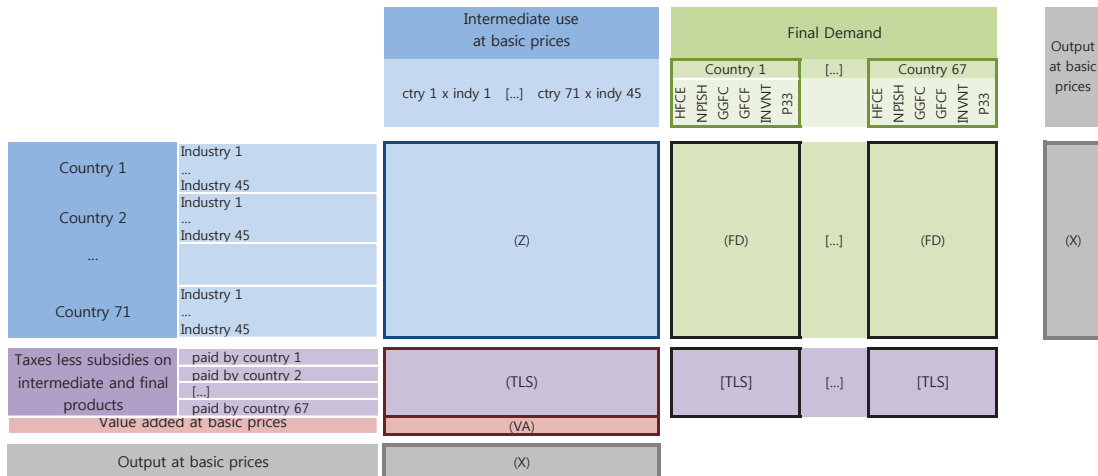 Intermediate use
at basic prices
Final Demand
Output
at basic
prices
Country 1 [...] Country 67
ctry 1 x indy 1 [...] ctry 71 x indy 45
HFCE NPISH GGFC GFCF INVNT P33 HFCE NPISH GGFC GFCF INVNT P33
Country 1
Industry 1
...
Industry 45
Country 2
Industry 1
...
Industry 45
...
Country 71
Industry 1
...
Industry 45
(Z) (FD) [...] (FD) (X)
Taxes less subsidies on
intermediate and final
products
paid by country 1
paid by country 2
[...]
paid by country 67
(TLS) [TLS] [...] [TLS]
Value added at basic prices (VA)
Output at basic prices (X)